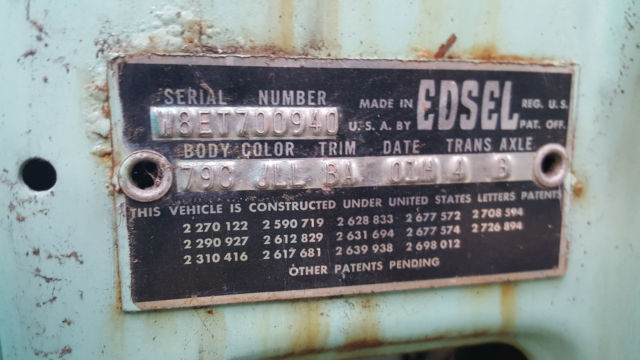 SERIAL NUMBER
W8ET700940
MADE IN
U. S. A. BY
EDSEL
REG. U. S.
PAT. OFF.
BODY COLOR TRIM DATE TRANS AXLE
79C JLL BA 01H 4 B
THIS VEHICLE IS CONSTRUCTED UNDER UNITED STATES LETTERS PATENTS
2 270 122 2 590 719 2 628 833 2 677 572 2 708 594
2 290 927 2 612 829 2 631 694 2 677 574 2 726 894
2 310 416 2 617 681 2 639 938 2 698 012
OTHER PATENTS PENDING